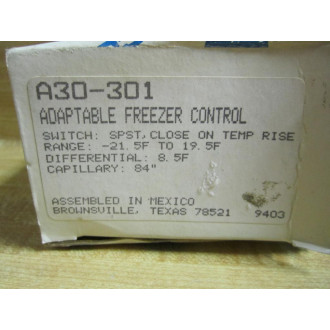 A30-301
ADAPTABLE FREEZER CONTROL
SWITCH: SPST, CLOSE ON TEMP RISE
RANGE: -21.5F TO 19.5F
DIFFERENTIAL: 8.5F
CAPILLARY: 84"
ASSEMBLED IN MEXICO
BROWNSVILLE, TEXAS 78521 9403